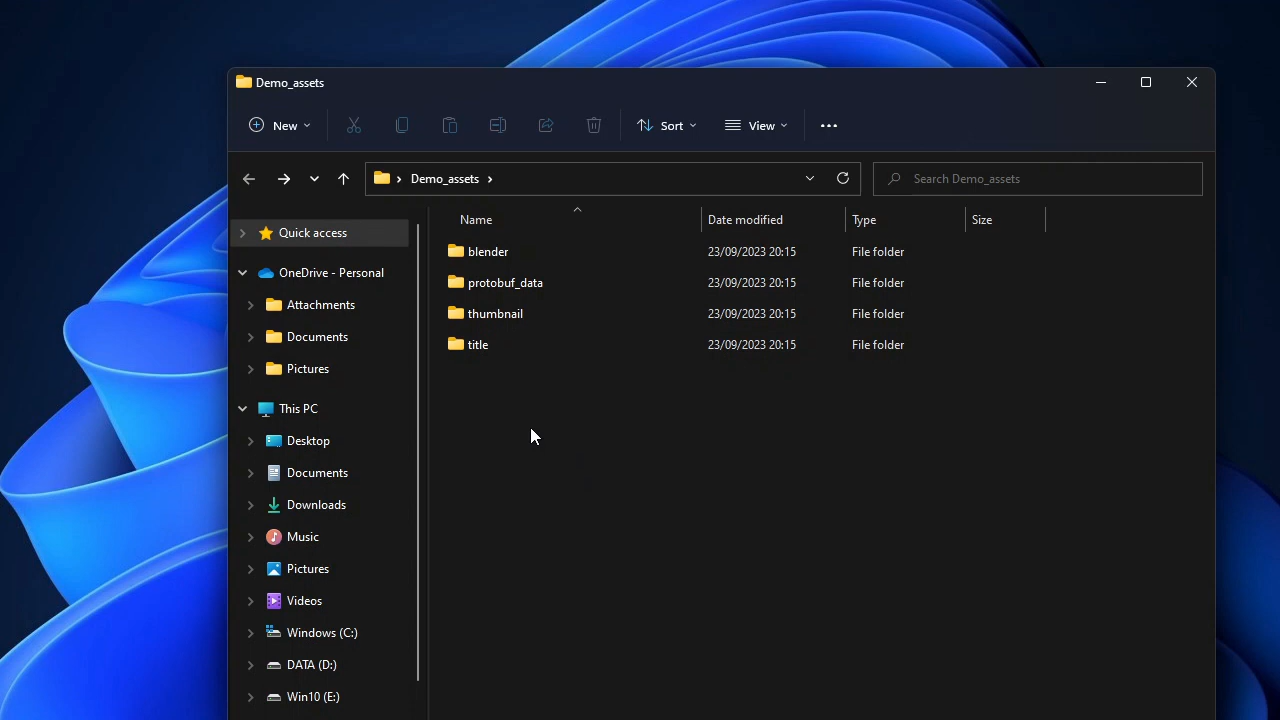 Demo_assets
New
Sort
View
Demo_assets
Search Demo_assets
Name Date modified Type Size
Quick access
OneDrive - Personal
Attachments
Documents
Pictures
This PC
Desktop
Documents
Downloads
Music
Pictures
Videos
Windows (C:)
DATA (D:)
Win10 (E:)
blender 23/09/2023 20:15 File folder
protobuf_data 23/09/2023 20:15 File folder
thumbnail 23/09/2023 20:15 File folder
title 23/09/2023 20:15 File folder